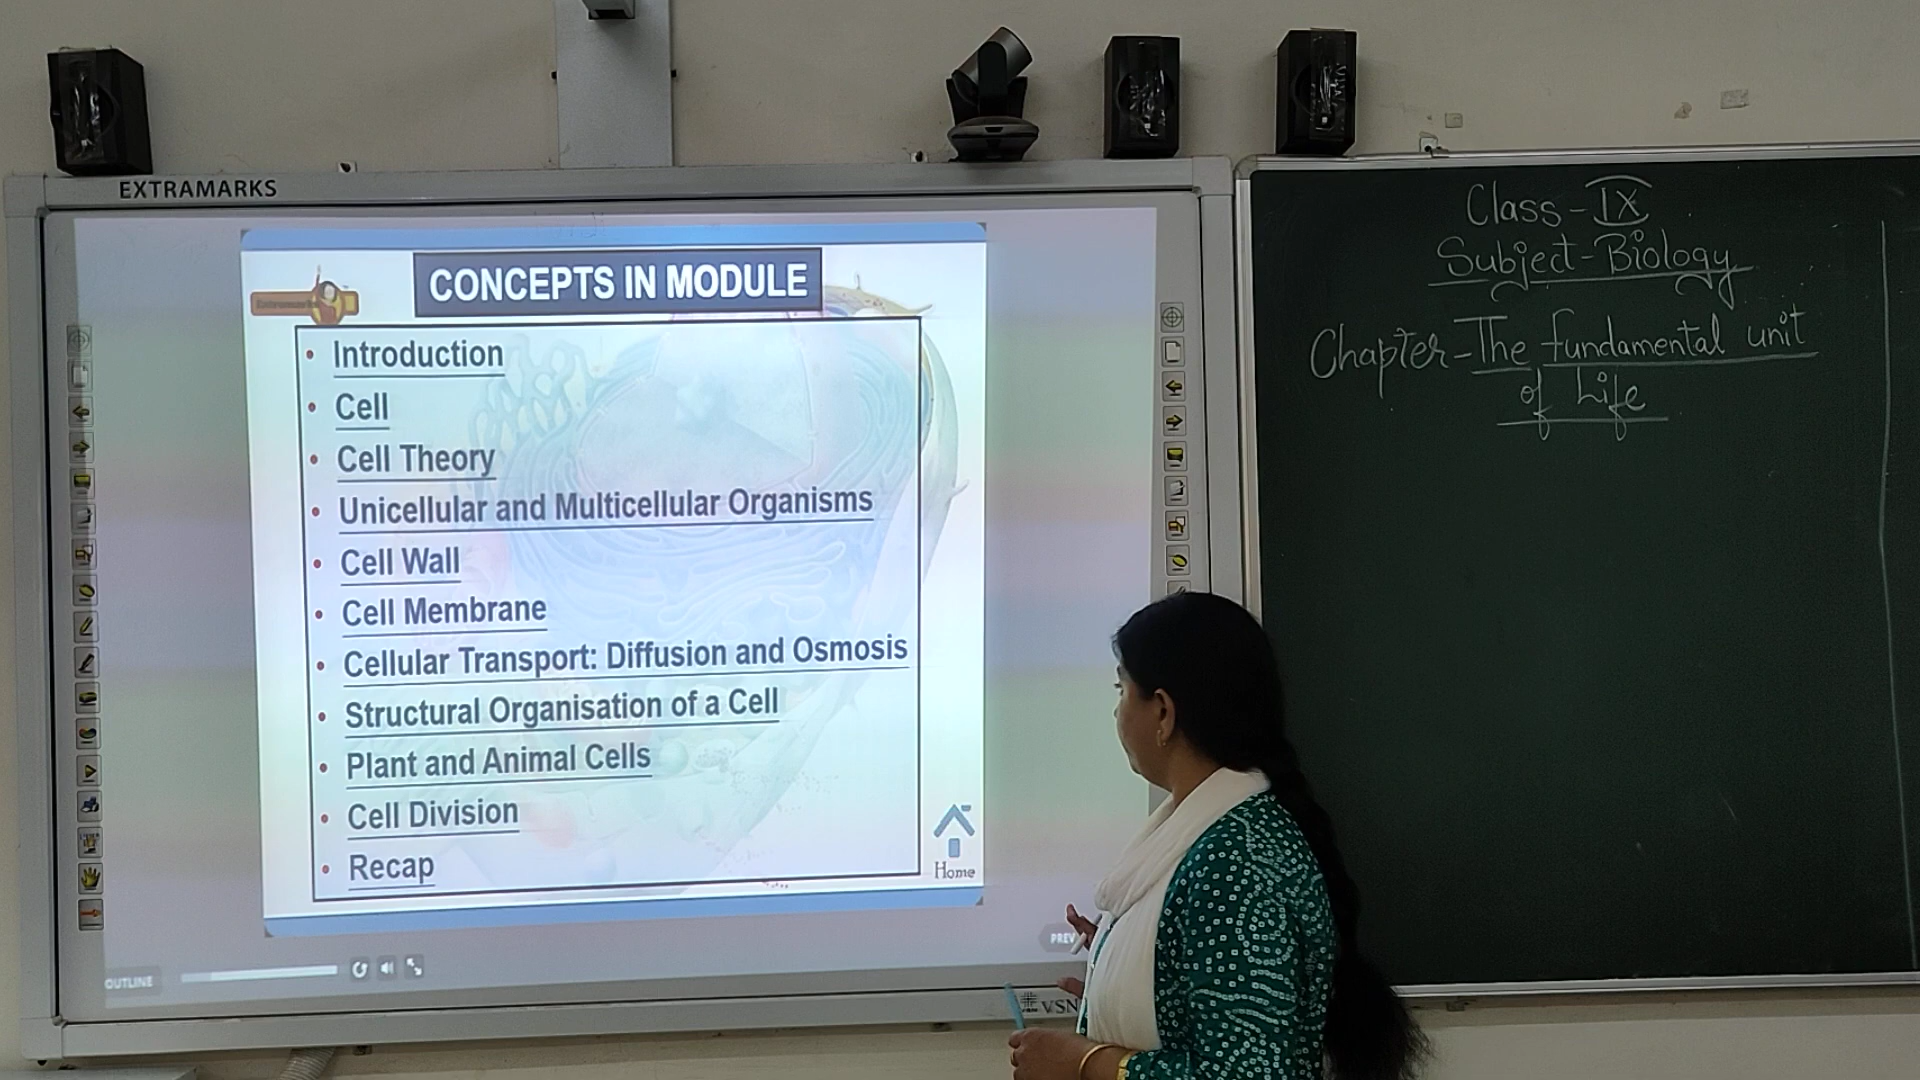 EXTRAMARKS
CONCEPTS IN MODULE
• Introduction
• Cell
• Cell Theory
• Unicellular and Multicellular Organisms
• Cell Wall
• Cell Membrane
• Cellular Transport: Diffusion and Osmosis
• Structural Organisation of a Cell
• Plant and Animal Cells
• Cell Division
• Recap
Home
PREV
OUTLINE
VSN
Class - IX
Subject - Biology
Chapter - The fundamental unit
of Life